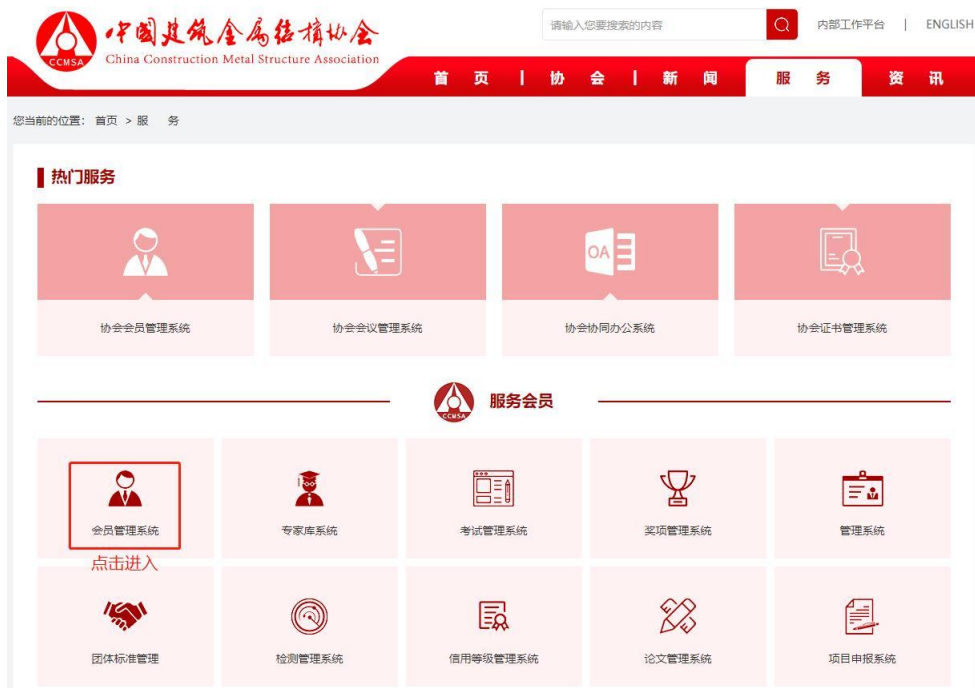 中国建筑金属结构协会
China Construction Metal Structure Association
CCMSA
请输入您要搜索的内容
内部工作平台 | ENGLISH
首 页 | 协 会 | 新 闻 服 务 资 讯
您当前的位置： 首页 > 服 务
热门服务
OA
协会会员管理系统 协会会议管理系统 协会协同办公系统 协会证书管理系统
CCMSA 服务会员
会员管理系统 专家库系统 考试管理系统 奖项管理系统 管理系统
点击进入
团体标准管理 检测管理系统 信用等级管理系统 论文管理系统 项目申报系统